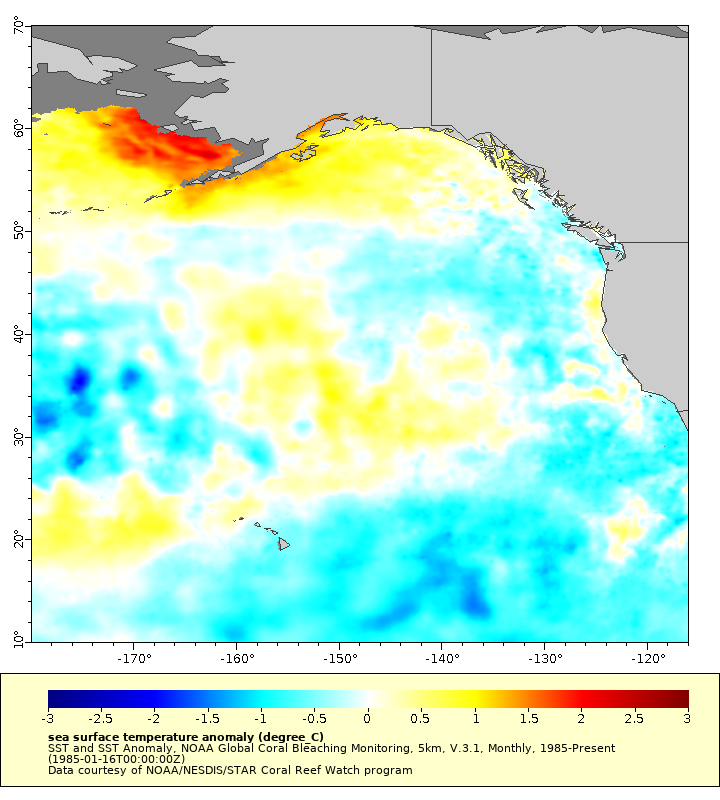 70°
60°
50°
40°
30°
20°
10°
-170° -160° -150° -140° -130° -120°
-3 -2.5 -2 -1.5 -1 -0.5 0 0.5 1 1.5 2 2.5 3
sea surface temperature anomaly (degree_C)
SST and SST Anomaly, NOAA Global Coral Bleaching Monitoring, 5km, V.3.1, Monthly, 1985-Present
(1985-01-16T00:00:00Z)
Data courtesy of NOAA/NESDIS/STAR Coral Reef Watch program